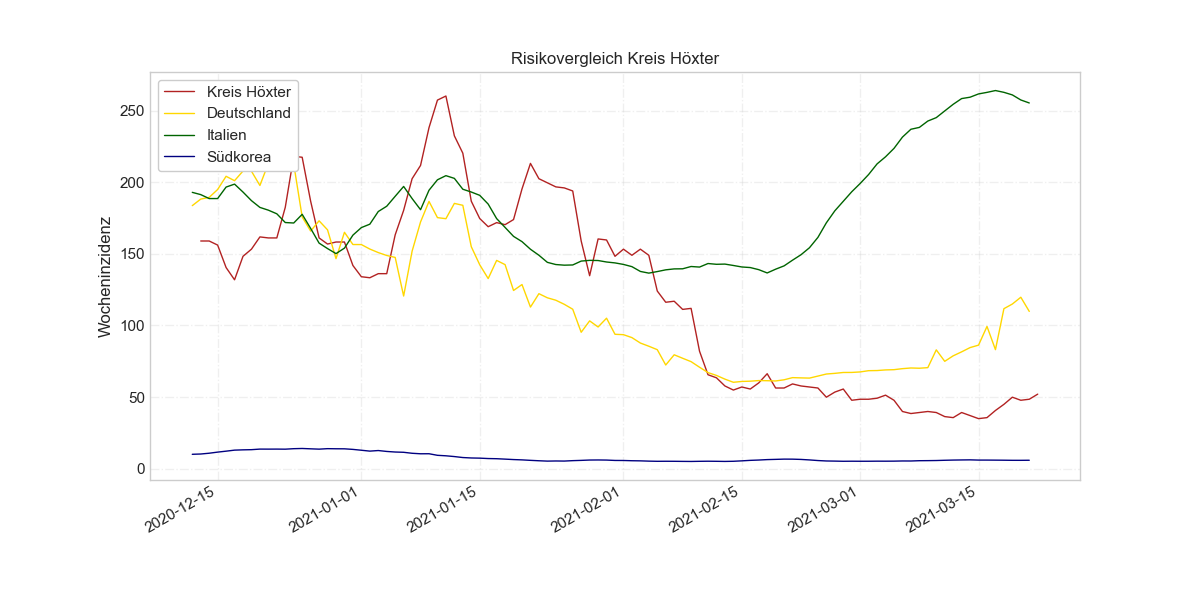 Risikovergleich Kreis Höxter
Kreis Höxter
Deutschland
Italien
Südkorea
Wocheninzidenz
250
200
150
100
50
0
2020-12-15
2021-01-01
2021-01-15
2021-02-01
2021-02-15
2021-03-01
2021-03-15